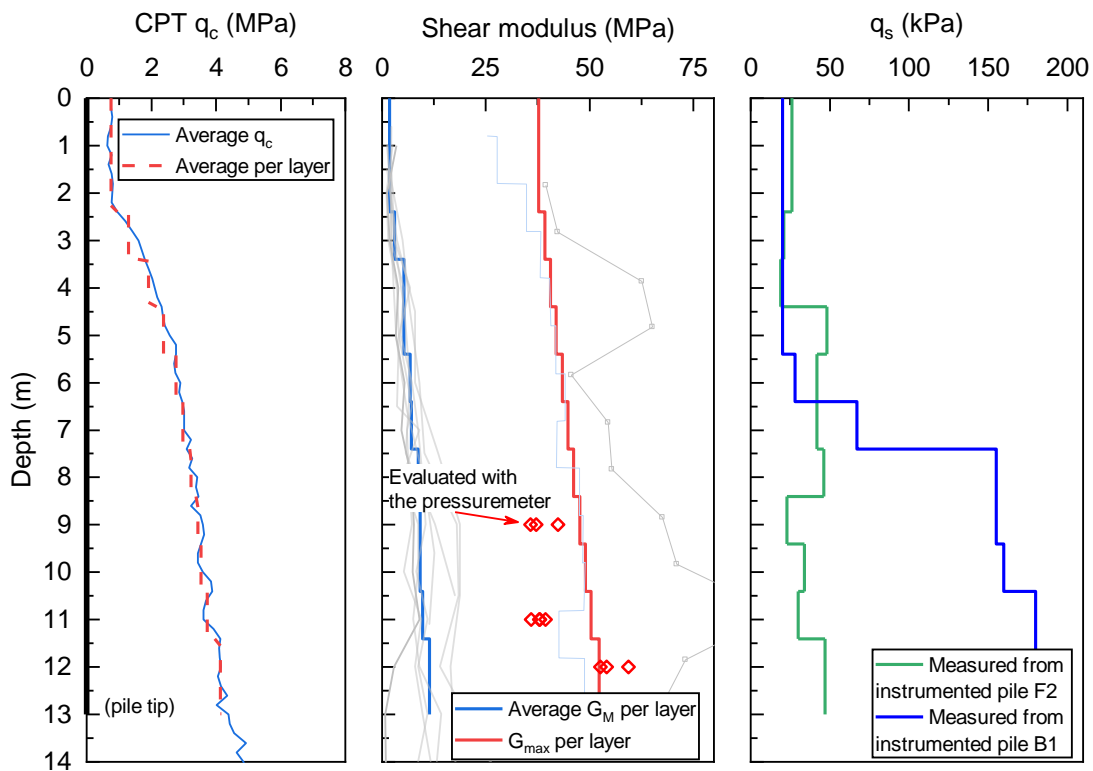 CPT q_c (MPa)
0 2 4 6 8
Shear modulus (MPa)
0 25 50 75
q_s (kPa)
0 50 100 150 200
Depth (m)
0
1
2
3
4
5
6
7
8
9
10
11
12
13
14
Average q_c
Average per layer
(pile tip)
Evaluated with
the pressuremeter
Average G_M per layer
G_max per layer
Measured from
instrumented pile F2
Measured from
instrumented pile B1